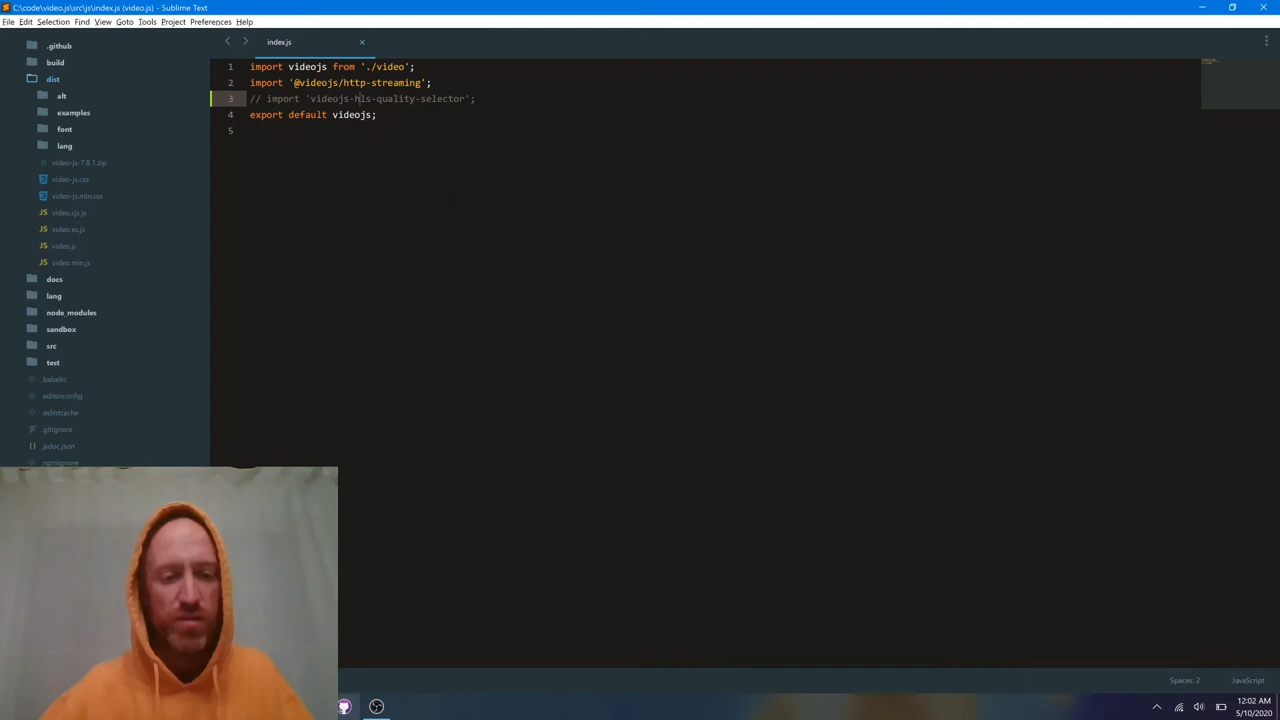 C:\code\video.js\src\js\index.js (video.js) - Sublime Text
File Edit Selection Find View Goto Tools Project Preferences Help
.github
build
dist
alt
examples
font
lang
video-js-7.8.1.zip
video-js.css
video-js.min.css
JS video.cjs.js
JS video.es.js
JS video.js
JS video.min.js
docs
lang
node_modules
sandbox
src
test
.babelrc
.editorconfig
.eslintcache
.gitignore
{} .jsdoc.json
.npmignore
index.js
1 import videojs from './video';
2 import '@videojs/http-streaming';
3 // import 'videojs-hls-quality-selector';
4 export default videojs;
5
Spaces: 2 JavaScript
12:02 AM
5/10/2020